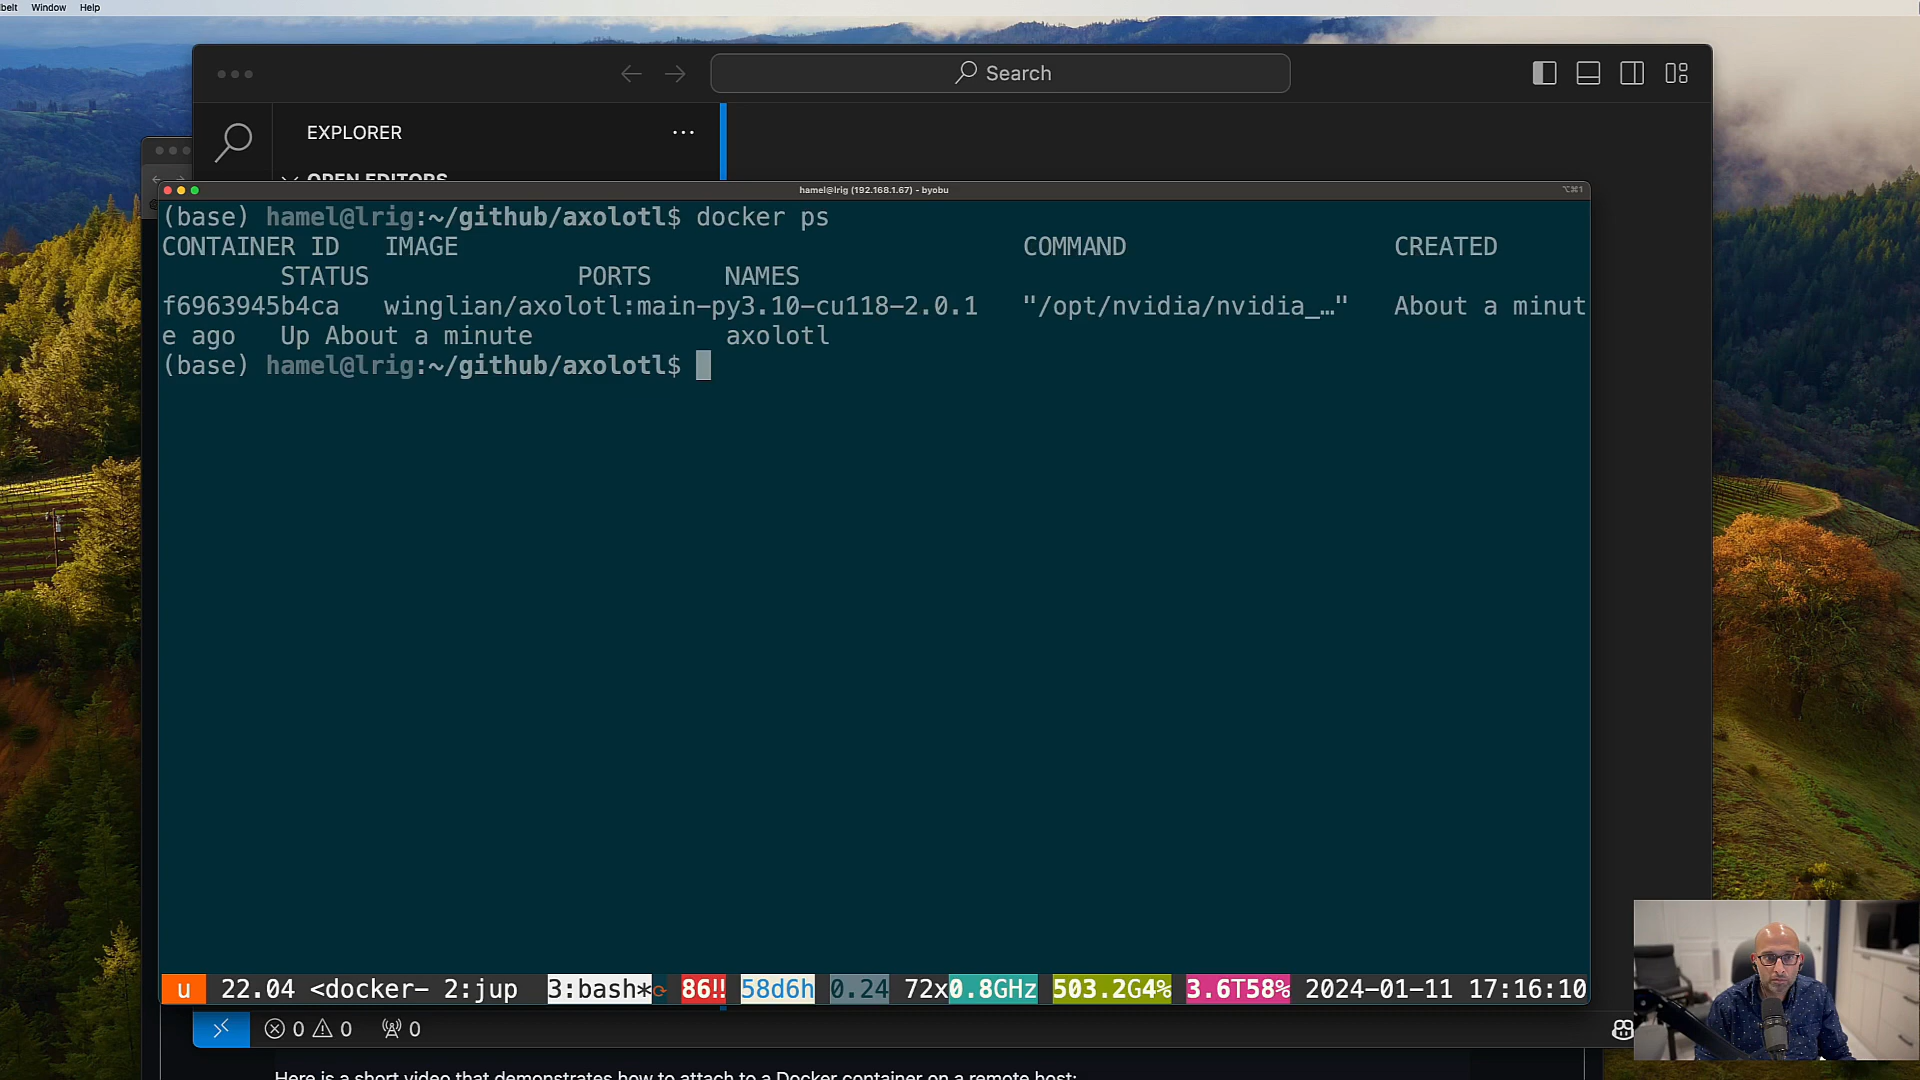 Window Help
Search
EXPLORER
OPEN EDITORS
hamel@lrig (192.168.1.67) - byobu
⌥⌘1
(base) hamel@lrig:~/github/axolotl$ docker ps
CONTAINER ID IMAGE COMMAND CREATED
STATUS PORTS NAMES
f6963945b4ca winglian/axolotl:main-py3.10-cu118-2.0.1 "/opt/nvidia/nvidia_…" About a minut
e ago Up About a minute axolotl
(base) hamel@lrig:~/github/axolotl$
u 22.04 <docker- 2:jup 3:bash* 86!! 58d6h 0.24 72x0.8GHz 503.2G4% 3.6T58% 2024-01-11 17:16:10
0 0 0
Here is a short video that demonstrates how to attach to a Docker container on a remote host: